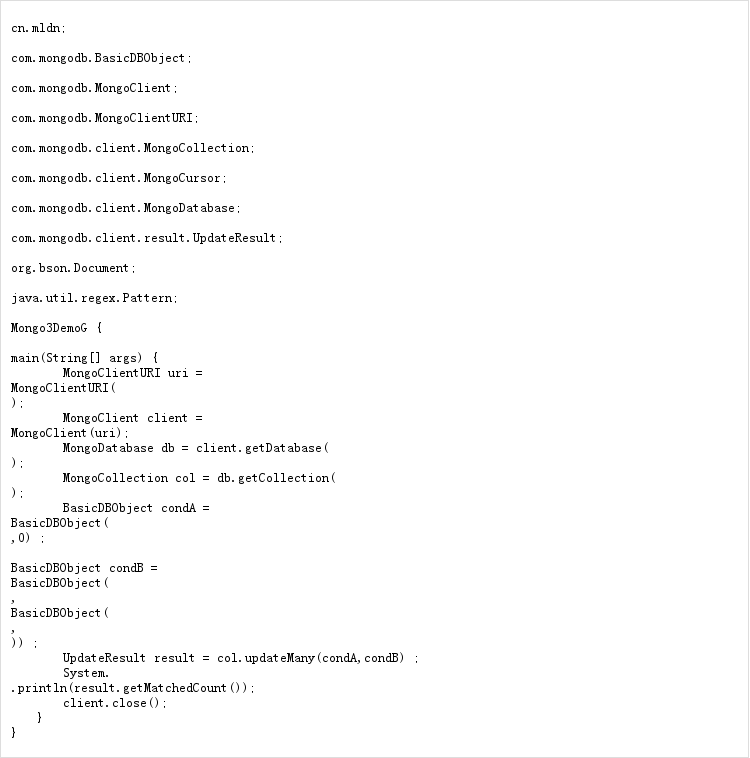 cn.mldn;
com.mongodb.BasicDBObject;
com.mongodb.MongoClient;
com.mongodb.MongoClientURI;
com.mongodb.client.MongoCollection;
com.mongodb.client.MongoCursor;
com.mongodb.client.MongoDatabase;
com.mongodb.client.result.UpdateResult;
org.bson.Document;
java.util.regex.Pattern;
Mongo3DemoG {
main(String[] args) {
MongoClientURI uri =
MongoClientURI(
);
MongoClient client =
MongoClient(uri);
MongoDatabase db = client.getDatabase(
);
MongoCollection col = db.getCollection(
);
BasicDBObject condA =
BasicDBObject(
,0) ;
BasicDBObject condB =
BasicDBObject(
,
BasicDBObject(
,
)) ;
UpdateResult result = col.updateMany(condA,condB) ;
System.
.println(result.getMatchedCount());
client.close();
}
}